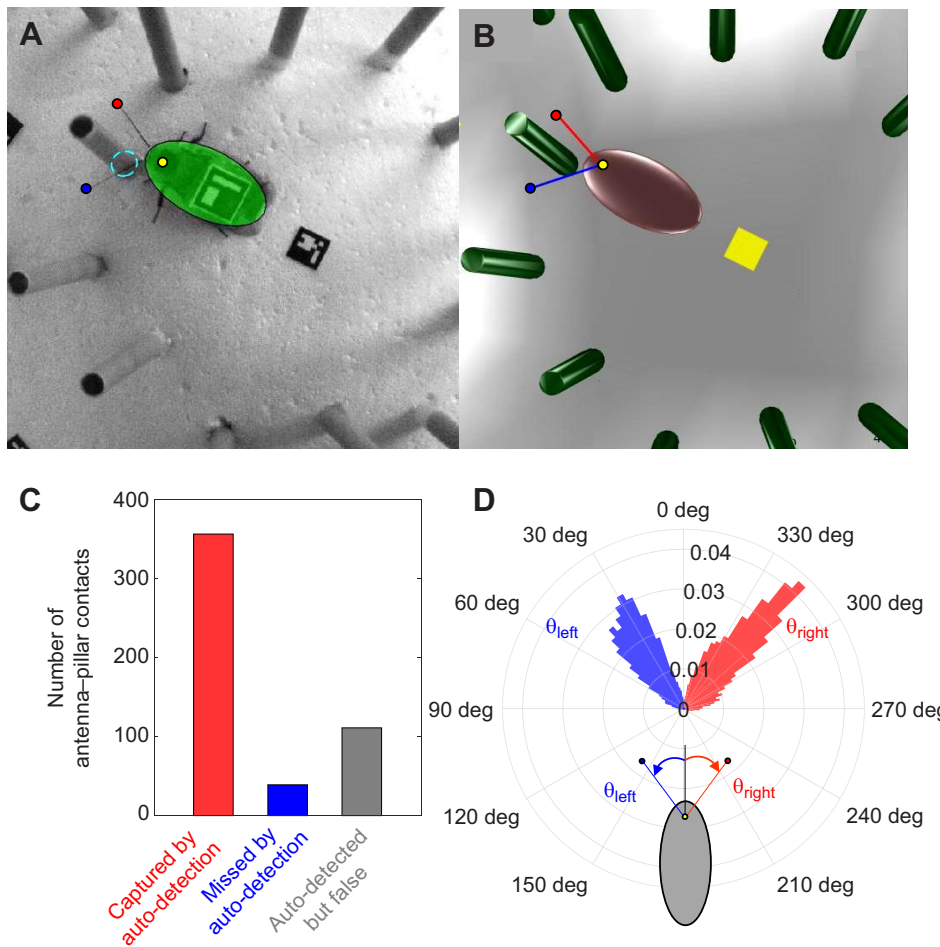 A
B
4
C
400
300
200
100
0
Number of
antenna–pillar contacts
Captured by
auto-detection
Missed by
auto-detection
Auto-detected
but false
D
0 deg
30 deg
330 deg
60 deg
300 deg
90 deg
270 deg
120 deg
240 deg
150 deg
210 deg
0.04
0.03
0.02
0.01
0
θleft
θright
θleft
θright